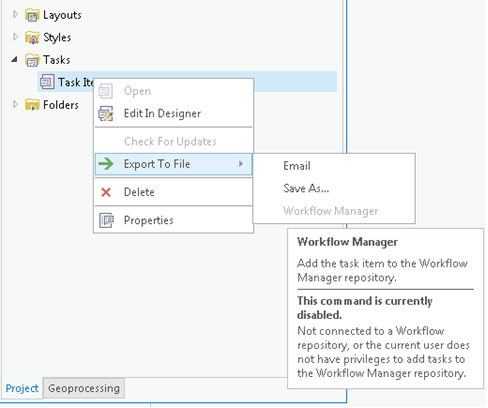 Layouts
Styles
Tasks
Task Ite
Folders
Open
Edit In Designer
Check For Updates
Export To File
Delete
Properties
Email
Save As...
Workflow Manager
Workflow Manager
Add the task item to the Workflow
Manager repository.
This command is currently
disabled.
Not connected to a Workflow
repository, or the current user does
not have privileges to add tasks to
the Workflow Manager repository.
Project
Geoprocessing